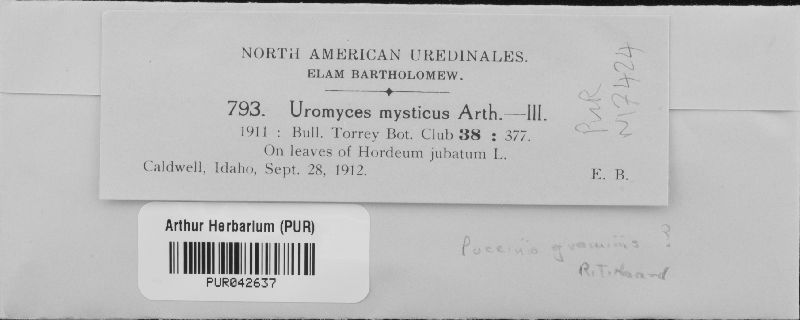 NORTH AMERICAN UREDINALES.
ELAM BARTHOLOMEW.
793. Uromyces mysticus Arth.—III.
1911 : Bull. Torrey Bot. Club 38 : 377.
On leaves of Hordeum jubatum L.
Caldwell, Idaho, Sept. 28, 1912.
E. B.
PUR
N17424
Arthur Herbarium (PUR)
PUR042637
Puccinia graminis ?